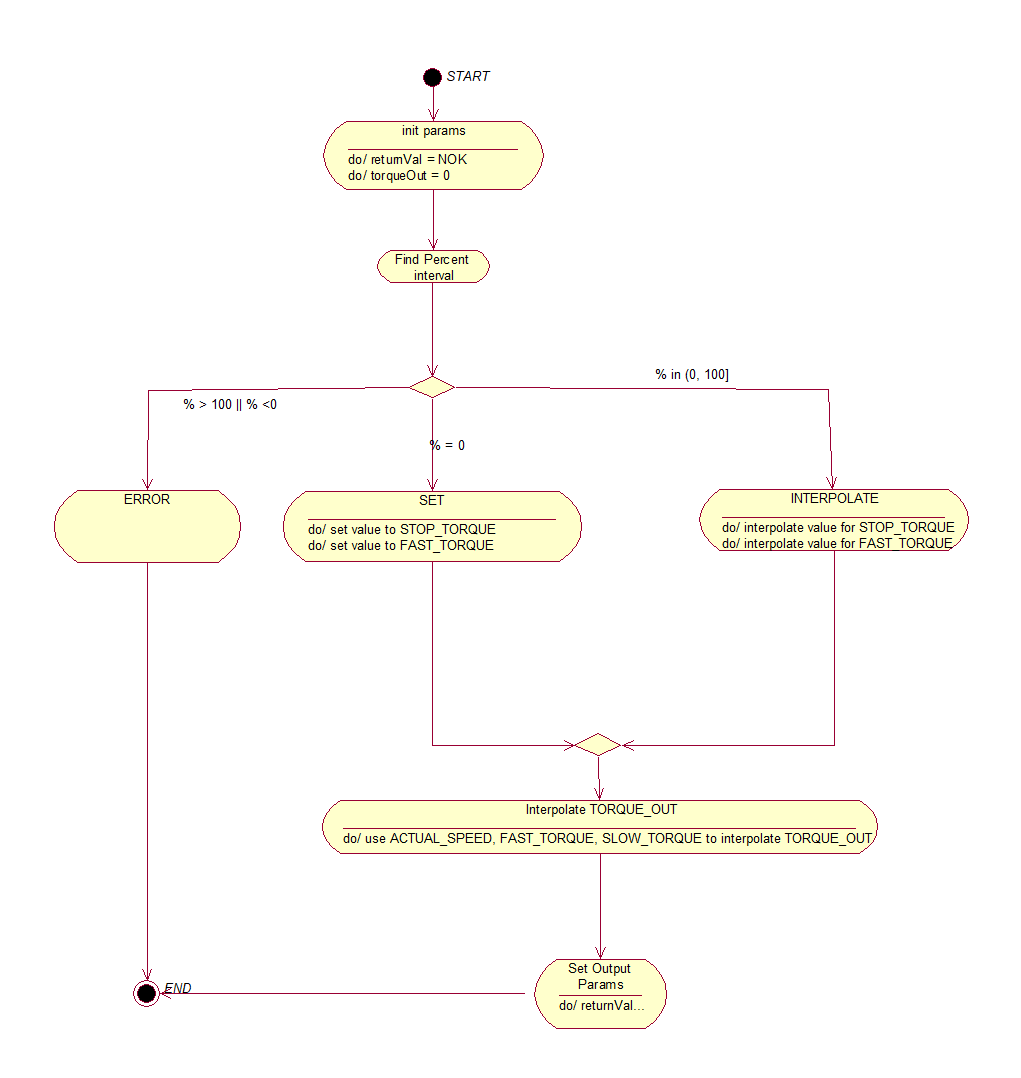 START
init params
do/ returnVal = NOK
do/ torqueOut = 0
Find Percent
interval
% in (0, 100]
% > 100 || % <0
% = 0
ERROR
SET
do/ set value to STOP_TORQUE
do/ set value to FAST_TORQUE
INTERPOLATE
do/ interpolate value for STOP_TORQUE
do/ interpolate value for FAST_TORQUE
Interpolate TORQUE_OUT
do/ use ACTUAL_SPEED, FAST_TORQUE, SLOW_TORQUE to interpolate TORQUE_OUT
Set Output
Params
do/ returnVal...
END